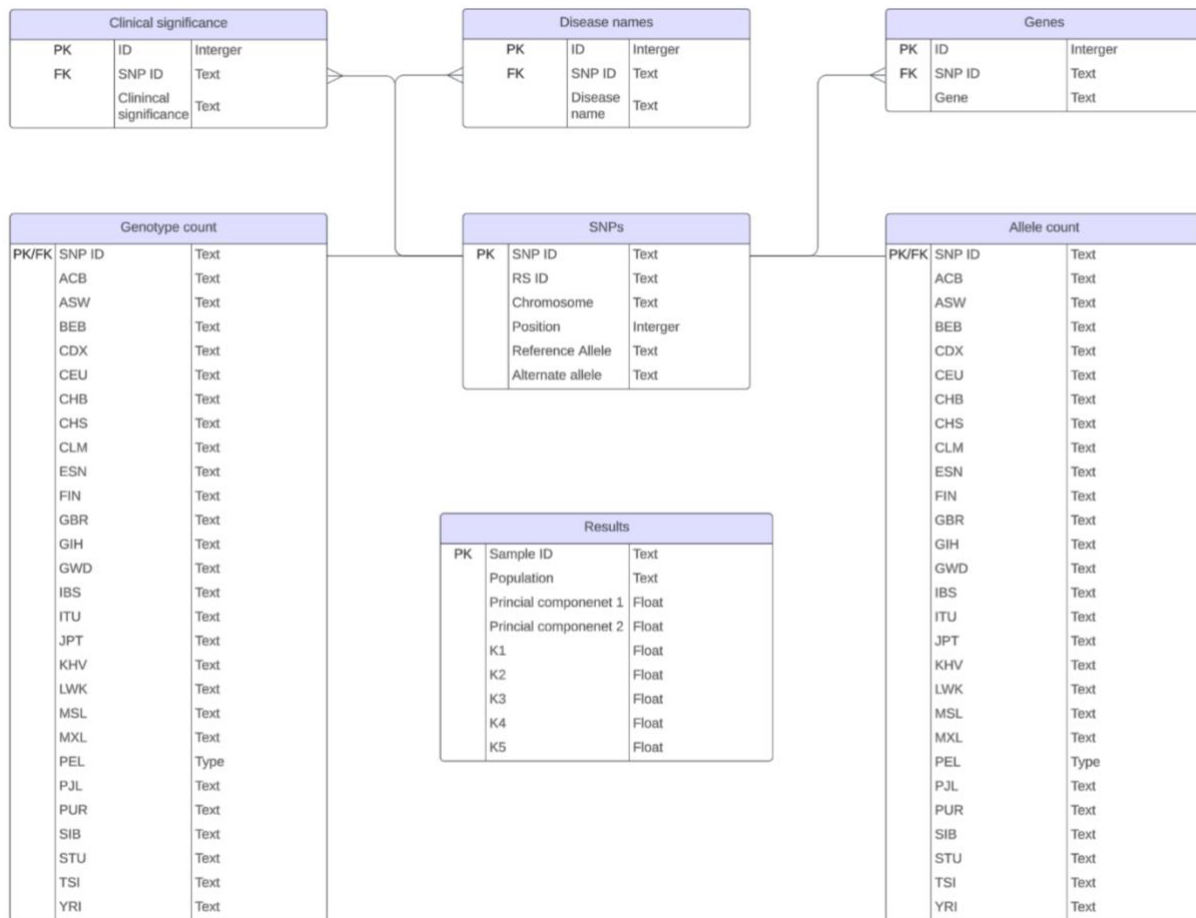 Clinical significance
PK ID Interger
FK SNP ID Text
Clinincal significance Text
Disease names
PK ID Interger
FK SNP ID Text
Disease name Text
Genes
PK ID Interger
FK SNP ID Text
Gene Text
Genotype count
PK/FK SNP ID Text
ACB Text
ASW Text
BEB Text
CDX Text
CEU Text
CHB Text
CHS Text
CLM Text
ESN Text
FIN Text
GBR Text
GIH Text
GWD Text
IBS Text
ITU Text
JPT Text
KHV Text
LWK Text
MSL Text
MXL Text
PEL Type
PJL Text
PUR Text
SIB Text
STU Text
TSI Text
YRI Text
SNPs
PK SNP ID Text
RS ID Text
Chromosome Text
Position Interger
Reference Allele Text
Alternate allele Text
Results
PK Sample ID Text
Population Text
Princial componenet 1 Float
Princial componenet 2 Float
K1 Float
K2 Float
K3 Float
K4 Float
K5 Float
Allele count
PK/FK SNP ID Text
ACB Text
ASW Text
BEB Text
CDX Text
CEU Text
CHB Text
CHS Text
CLM Text
ESN Text
FIN Text
GBR Text
GIH Text
GWD Text
IBS Text
ITU Text
JPT Text
KHV Text
LWK Text
MSL Text
MXL Text
PEL Type
PJL Text
PUR Text
SIB Text
STU Text
TSI Text
YRI Text